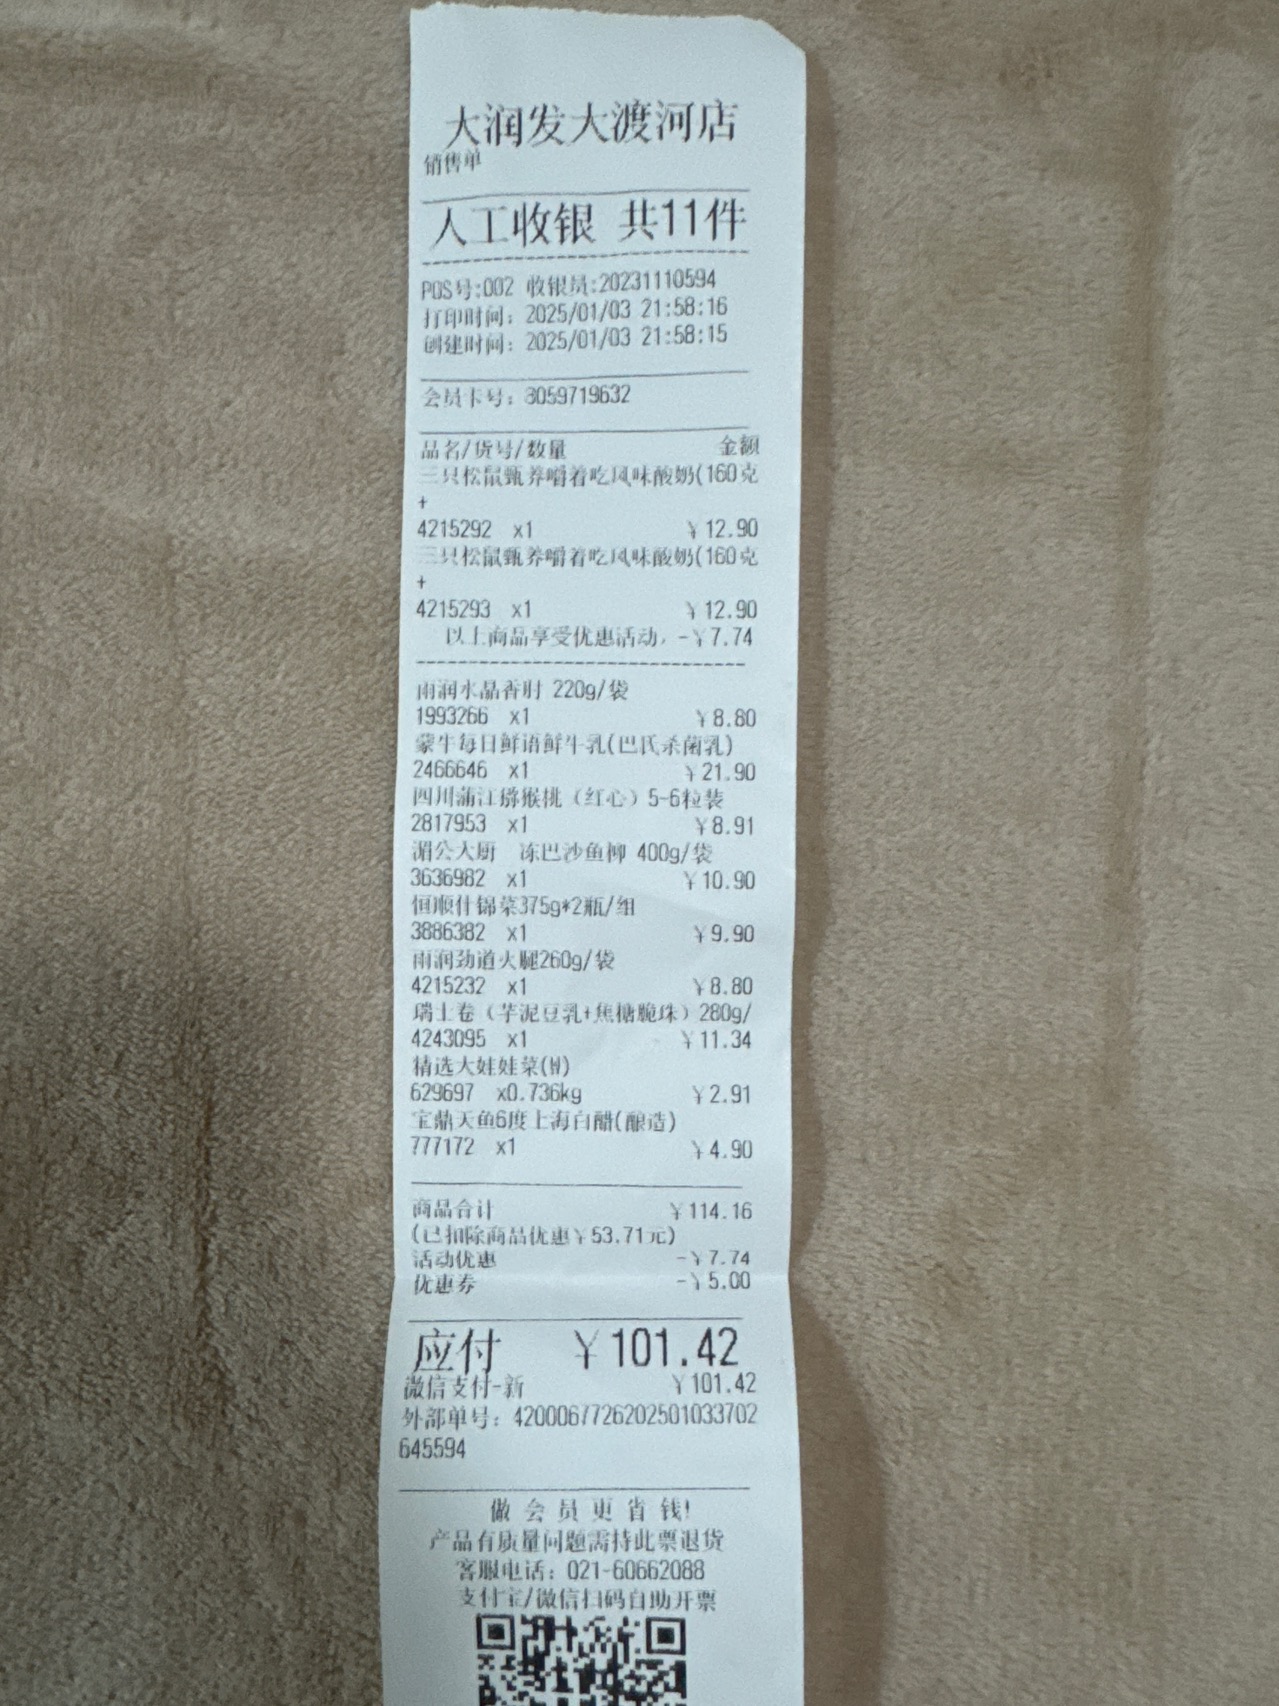 大润发大渡河店
销售单
人工收银 共11件
POS号:002 收银员:20231110594
打印时间: 2025/01/03 21:58:16
创建时间: 2025/01/03 21:58:15
会员卡号: 8059719632
品名/货号/数量 金额
三只松鼠甄养嚼着吃风味酸奶(160克
+
4215292 x1 ¥12.90
三只松鼠甄养嚼着吃风味酸奶(160克
+
4215293 x1 ¥12.90
以上商品享受优惠活动, -¥7.74
雨润水晶香肘 220g/袋
1993266 x1 ¥8.80
蒙牛每日鲜语鲜牛乳(巴氏杀菌乳)
2466646 x1 ¥21.90
四川蒲江猕猴桃（红心）5-6粒装
2817953 x1 ¥8.91
湄公大厨 冻巴沙鱼柳 400g/袋
3636982 x1 ¥10.90
恒顺什锦菜375g*2瓶/组
3886382 x1 ¥9.90
雨润劲道火腿260g/袋
4215232 x1 ¥8.80
瑞士卷（芋泥豆乳+焦糖脆珠）280g/
4243095 x1 ¥11.34
精选大娃娃菜(W)
629697 x0.736kg ¥2.91
宝鼎天鱼6度上海白醋(酿造)
777172 x1 ¥4.90
商品合计 ¥114.16
(已扣除商品优惠¥53.71元)
活动优惠 -¥7.74
优惠券 -¥5.00
应付 ¥101.42
微信支付-新 ¥101.42
外部单号: 4200067726202501033702
645594
做会员更省钱!
产品有质量问题需持此票退货
客服电话: 021-60662088
支付宝/微信扫码自助开票